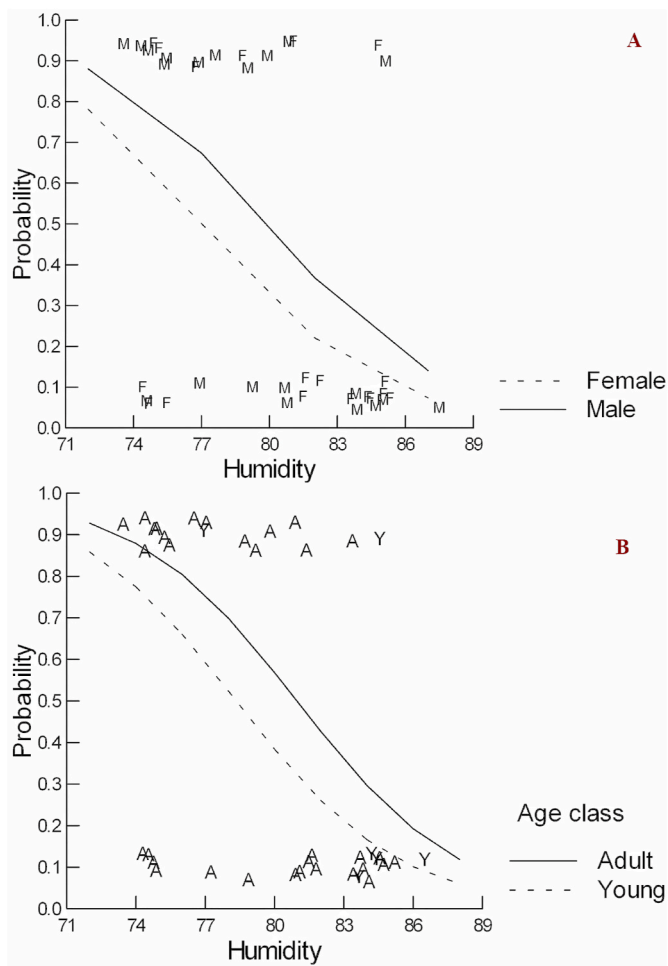 A
1.0
0.9
0.8
0.7
0.6
0.5
0.4
0.3
0.2
0.1
0.0
Probability
71 74 77 80 83 86 89
Humidity
Female
Male
M M M F F M M F M M F M M M F F M
F M F F M M M M F F F M M F F M M F F M F M
B
1.0
0.9
0.8
0.7
0.6
0.5
0.4
0.3
0.2
0.1
0.0
Probability
71 74 77 80 83 86 89
Humidity
Age class
Adult
Young